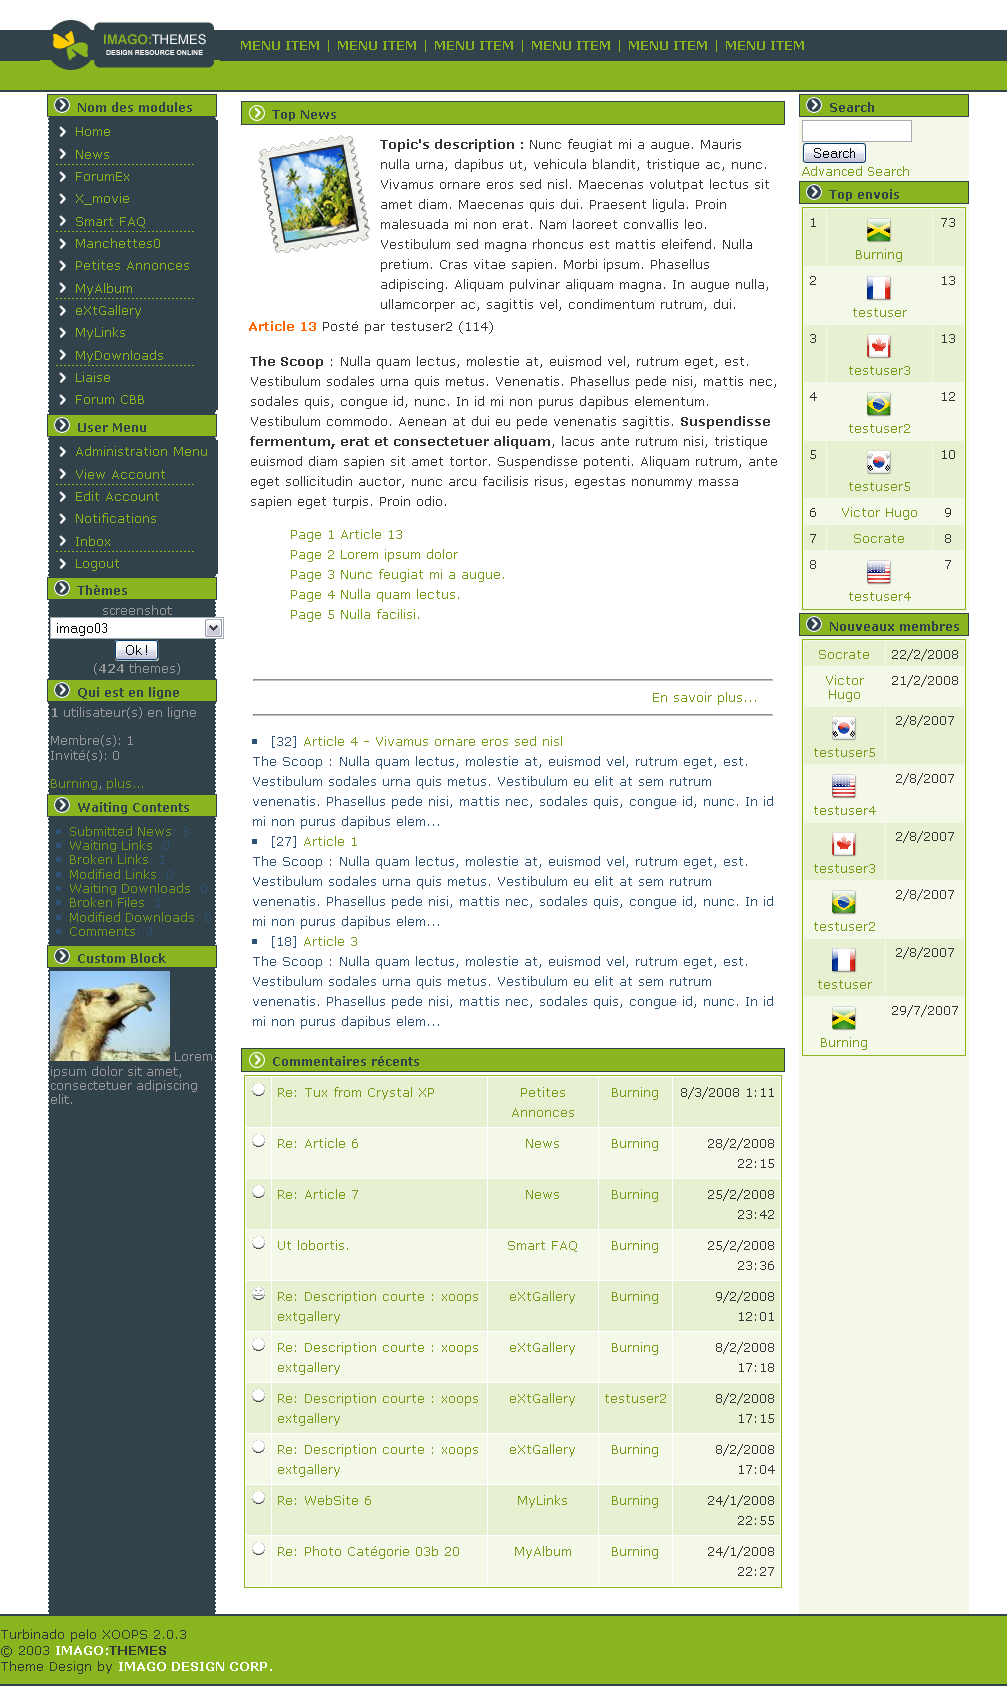 IMAGO:THEMES
DESIGN RESOURCE ONLINE
MENU ITEM | MENU ITEM | MENU ITEM | MENU ITEM | MENU ITEM | MENU ITEM
Nom des modules
Home
News
ForumEx
X_movie
Smart FAQ
Manchettes0
Petites Annonces
MyAlbum
eXtGallery
MyLinks
MyDownloads
Liaise
Forum CBB
User Menu
Administration Menu
View Account
Edit Account
Notifications
Inbox
Logout
Thèmes
screenshot
imago03
Ok !
(424 themes)
Qui est en ligne
1 utilisateur(s) en ligne
Membre(s): 1
Invité(s): 0
Burning, plus...
Waiting Contents
Submitted News: 3
Waiting Links: 0
Broken Links: 1
Modified Links: 0
Waiting Downloads: 0
Broken Files: 1
Modified Downloads: 0
Comments: 3
Custom Block
Lorem
ipsum dolor sit amet,
consectetuer adipiscing
elit.
Top News
Topic's description : Nunc feugiat mi a augue. Mauris
nulla urna, dapibus ut, vehicula blandit, tristique ac, nunc.
Vivamus ornare eros sed nisl. Maecenas volutpat lectus sit
amet diam. Maecenas quis dui. Praesent ligula. Proin
malesuada mi non erat. Nam laoreet convallis leo.
Vestibulum sed magna rhoncus est mattis eleifend. Nulla
pretium. Cras vitae sapien. Morbi ipsum. Phasellus
adipiscing. Aliquam pulvinar aliquam magna. In augue nulla,
ullamcorper ac, sagittis vel, condimentum rutrum, dui.
Article 13 Posté par testuser2 (114)
The Scoop : Nulla quam lectus, molestie at, euismod vel, rutrum eget, est.
Vestibulum sodales urna quis metus. Venenatis. Phasellus pede nisi, mattis nec,
sodales quis, congue id, nunc. In id mi non purus dapibus elementum.
Vestibulum commodo. Aenean at dui eu pede venenatis sagittis. Suspendisse
fermentum, erat et consectetuer aliquam, lacus ante rutrum nisi, tristique
euismod diam sapien sit amet tortor. Suspendisse potenti. Aliquam rutrum, ante
eget sollicitudin auctor, nunc arcu facilisis risus, egestas nonummy massa
sapien eget turpis. Proin odio.
Page 1 Article 13
Page 2 Lorem ipsum dolor
Page 3 Nunc feugiat mi a augue.
Page 4 Nulla quam lectus.
Page 5 Nulla facilisi.
En savoir plus...
[32] Article 4 - Vivamus ornare eros sed nisl
The Scoop : Nulla quam lectus, molestie at, euismod vel, rutrum eget, est.
Vestibulum sodales urna quis metus. Vestibulum eu elit at sem rutrum
venenatis. Phasellus pede nisi, mattis nec, sodales quis, congue id, nunc. In id
mi non purus dapibus elem...
[27] Article 1
The Scoop : Nulla quam lectus, molestie at, euismod vel, rutrum eget, est.
Vestibulum sodales urna quis metus. Vestibulum eu elit at sem rutrum
venenatis. Phasellus pede nisi, mattis nec, sodales quis, congue id, nunc. In id
mi non purus dapibus elem...
[18] Article 3
The Scoop : Nulla quam lectus, molestie at, euismod vel, rutrum eget, est.
Vestibulum sodales urna quis metus. Vestibulum eu elit at sem rutrum
venenatis. Phasellus pede nisi, mattis nec, sodales quis, congue id, nunc. In id
mi non purus dapibus elem...
Commentaires récents
Re: Tux from Crystal XP Petites Burning 8/3/2008 1:11
Annonces
Re: Article 6 News Burning 28/2/2008
22:15
Re: Article 7 News Burning 25/2/2008
23:42
Ut lobortis. Smart FAQ Burning 25/2/2008
23:36
Re: Description courte : xoops eXtGallery Burning 9/2/2008
extgallery 12:01
Re: Description courte : xoops eXtGallery Burning 8/2/2008
extgallery 17:18
Re: Description courte : xoops eXtGallery testuser2 8/2/2008
extgallery 17:15
Re: Description courte : xoops eXtGallery Burning 8/2/2008
extgallery 17:04
Re: WebSite 6 MyLinks Burning 24/1/2008
22:55
Re: Photo Catégorie 03b 20 MyAlbum Burning 24/1/2008
22:27
Search
Search
Advanced Search
Top envois
1 73
Burning
2 13
testuser
3 13
testuser3
4 12
testuser2
5 10
testuser5
6 Victor Hugo 9
7 Socrate 8
8 7
testuser4
Nouveaux membres
Socrate 22/2/2008
Victor 21/2/2008
Hugo
2/8/2007
testuser5
2/8/2007
testuser4
2/8/2007
testuser3
2/8/2007
testuser2
2/8/2007
testuser
29/7/2007
Burning
Turbinado pelo XOOPS 2.0.3
© 2003 IMAGO:THEMES
Theme Design by IMAGO DESIGN CORP.